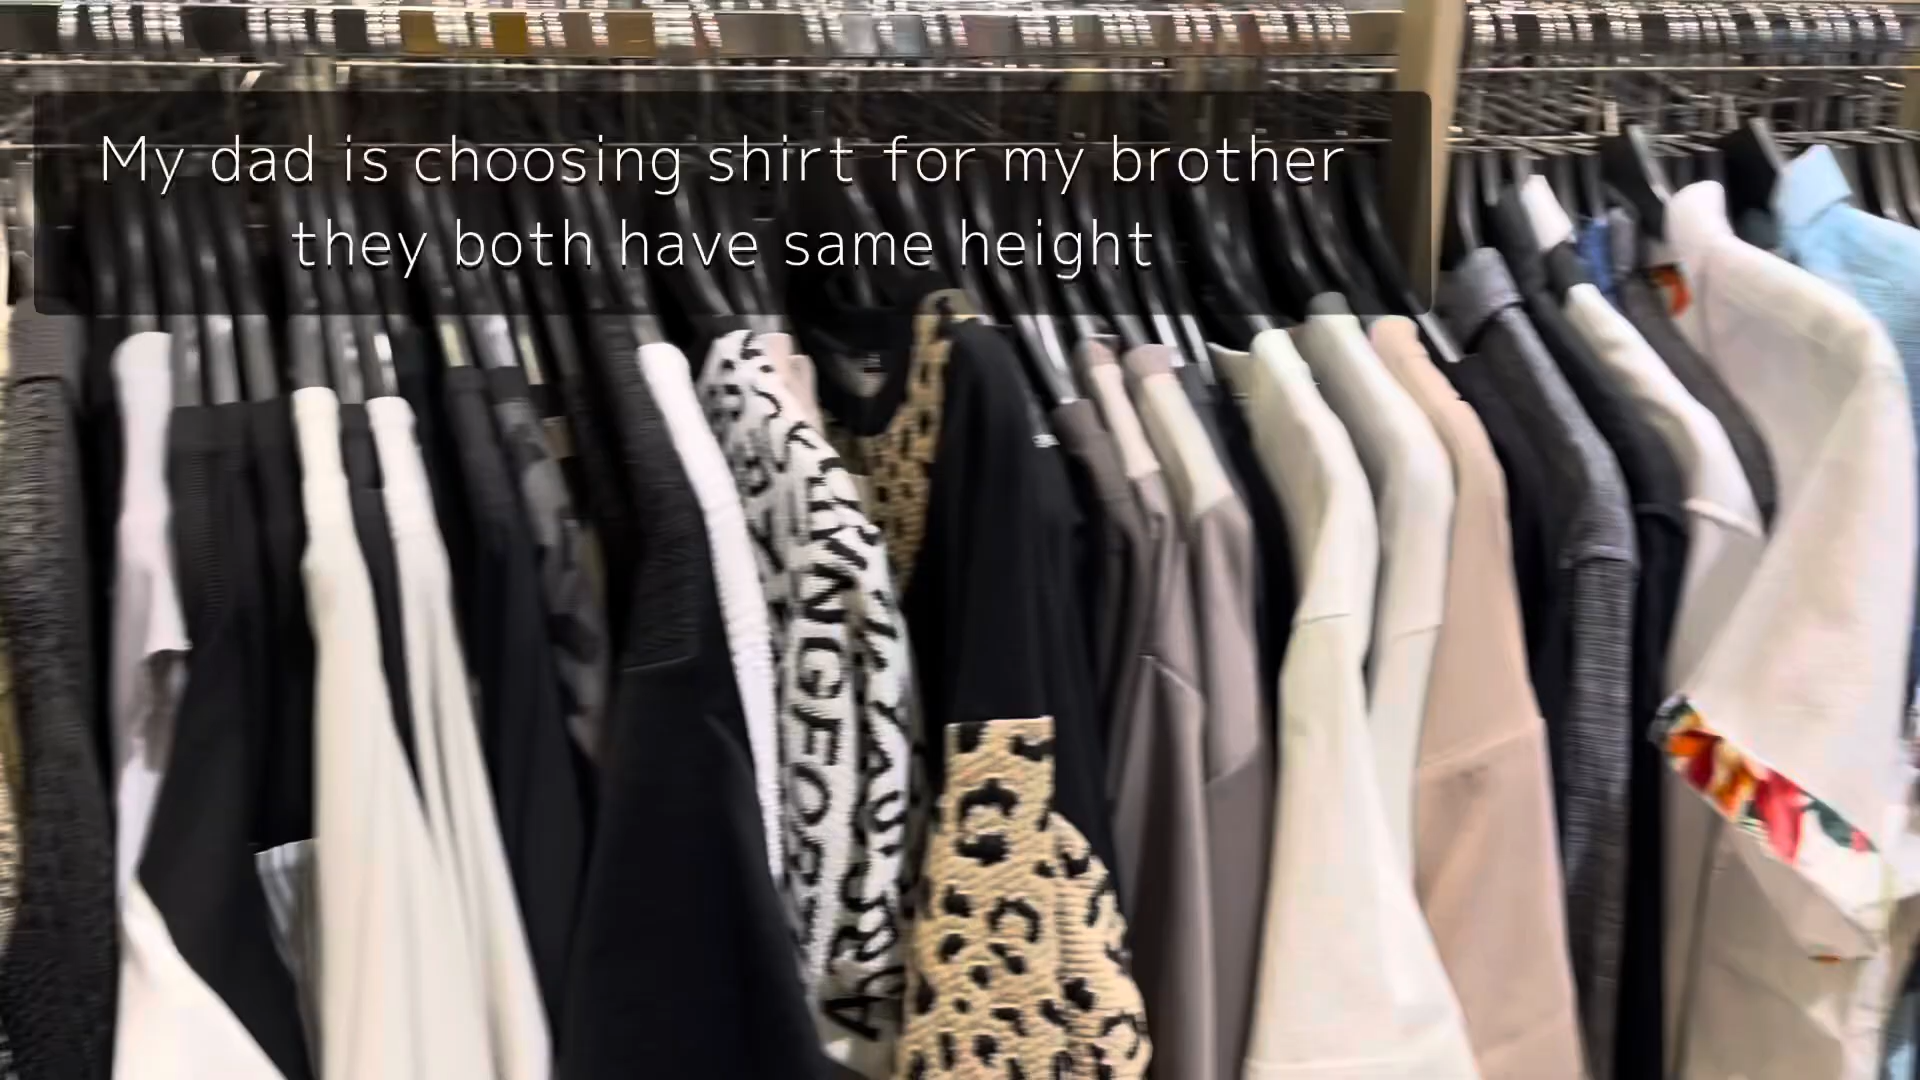 My dad is choosing shirt for my brother
they both have same height